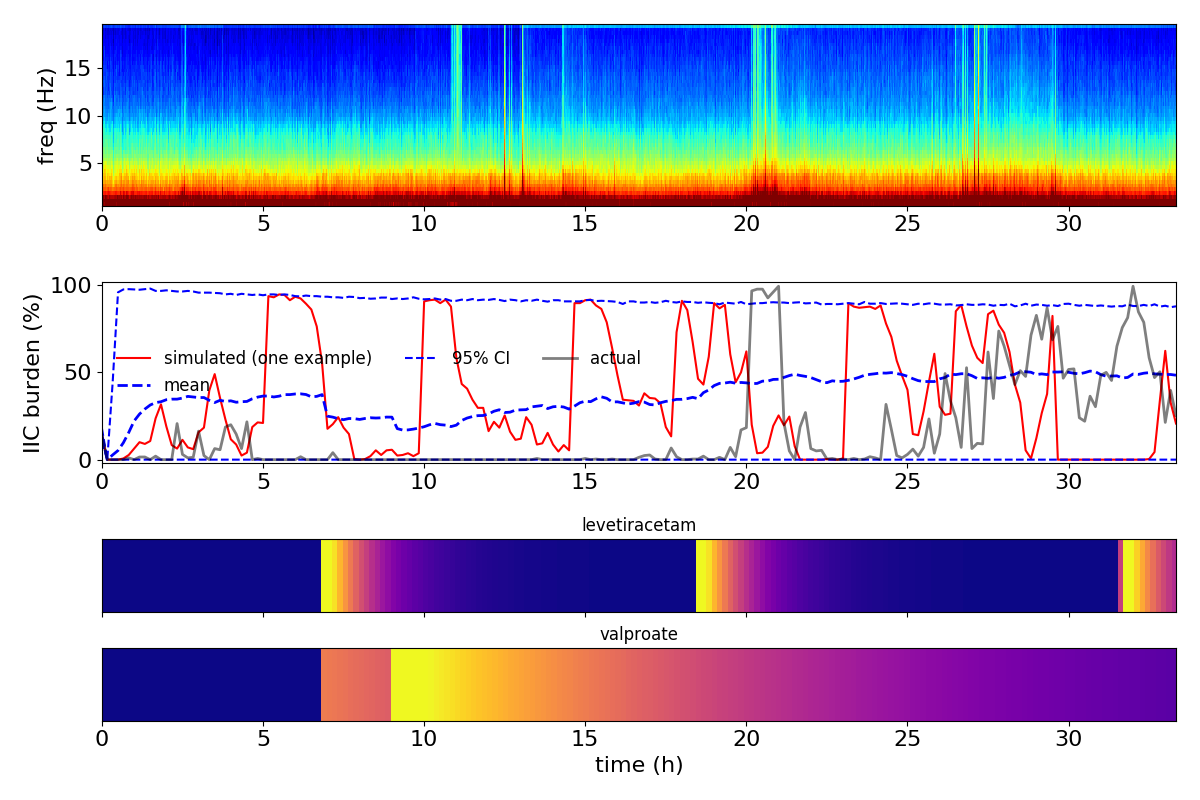 freq (Hz)
15
10
5
0 5 10 15 20 25 30
IIC burden (%)
100
50
0
simulated (one example) 95% CI actual
mean
0 5 10 15 20 25 30
levetiracetam
valproate
0 5 10 15 20 25 30
time (h)